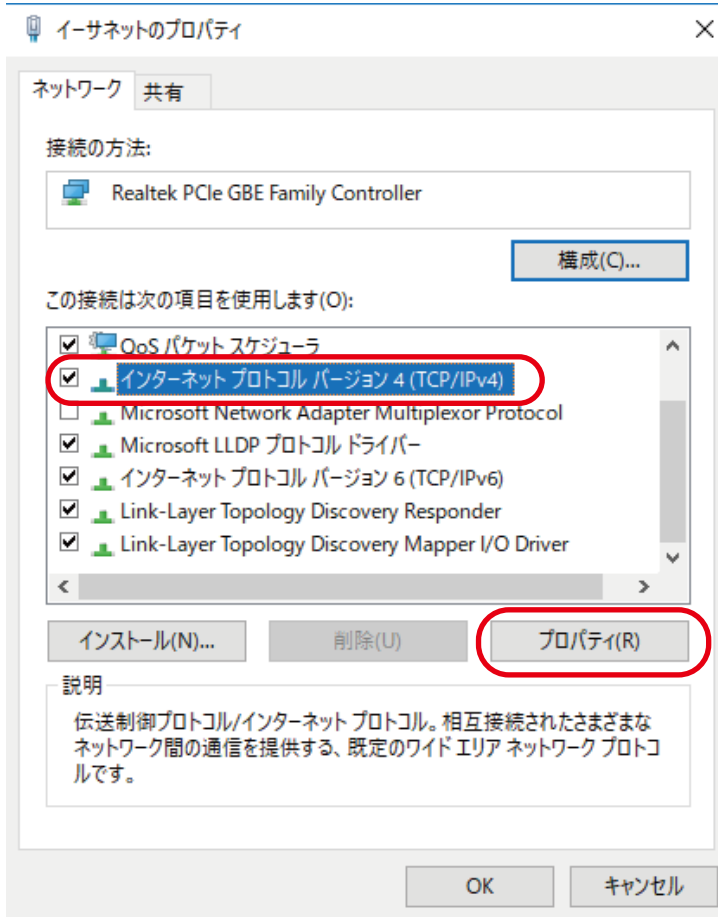 イーサネットのプロパティ
ネットワーク
共有
接続の方法:
Realtek PCIe GBE Family Controller
構成(C)...
この接続は次の項目を使用します(O):
QoS パケット スケジューラ
インターネット プロトコル バージョン 4 (TCP/IPv4)
Microsoft Network Adapter Multiplexor Protocol
Microsoft LLDP プロトコル ドライバー
インターネット プロトコル バージョン 6 (TCP/IPv6)
Link-Layer Topology Discovery Responder
Link-Layer Topology Discovery Mapper I/O Driver
インストール(N)...
削除(U)
プロパティ(R)
説明
伝送制御プロトコル/インターネット プロトコル。相互接続されたさまざまな
ネットワーク間の通信を提供する、既定のワイド エリア ネットワーク プロトコ
ルです。
OK
キャンセル